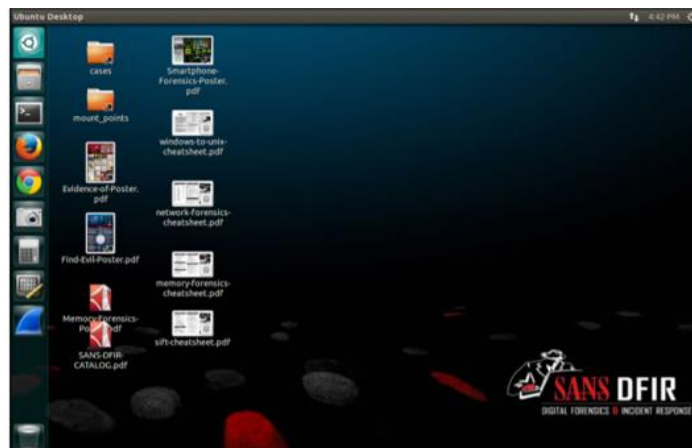 Ubuntu Desktop
4:42 PM
cases
Smartphone-
Forensics-Poster.
pdf
mount_points
windows-to-unix-
cheatsheet.pdf
Evidence-of-Poster.
pdf
network-forensics-
cheatsheet.pdf
Find-Evil-Poster.pdf
memory-forensics-
cheatsheet.pdf
Memory-Forensics-
sift-cheatsheet.pdf
SANS-DFIR-
CATALOG.pdf
SANS DFIR
DIGITAL FORENSICS & INCIDENT RESPONSE